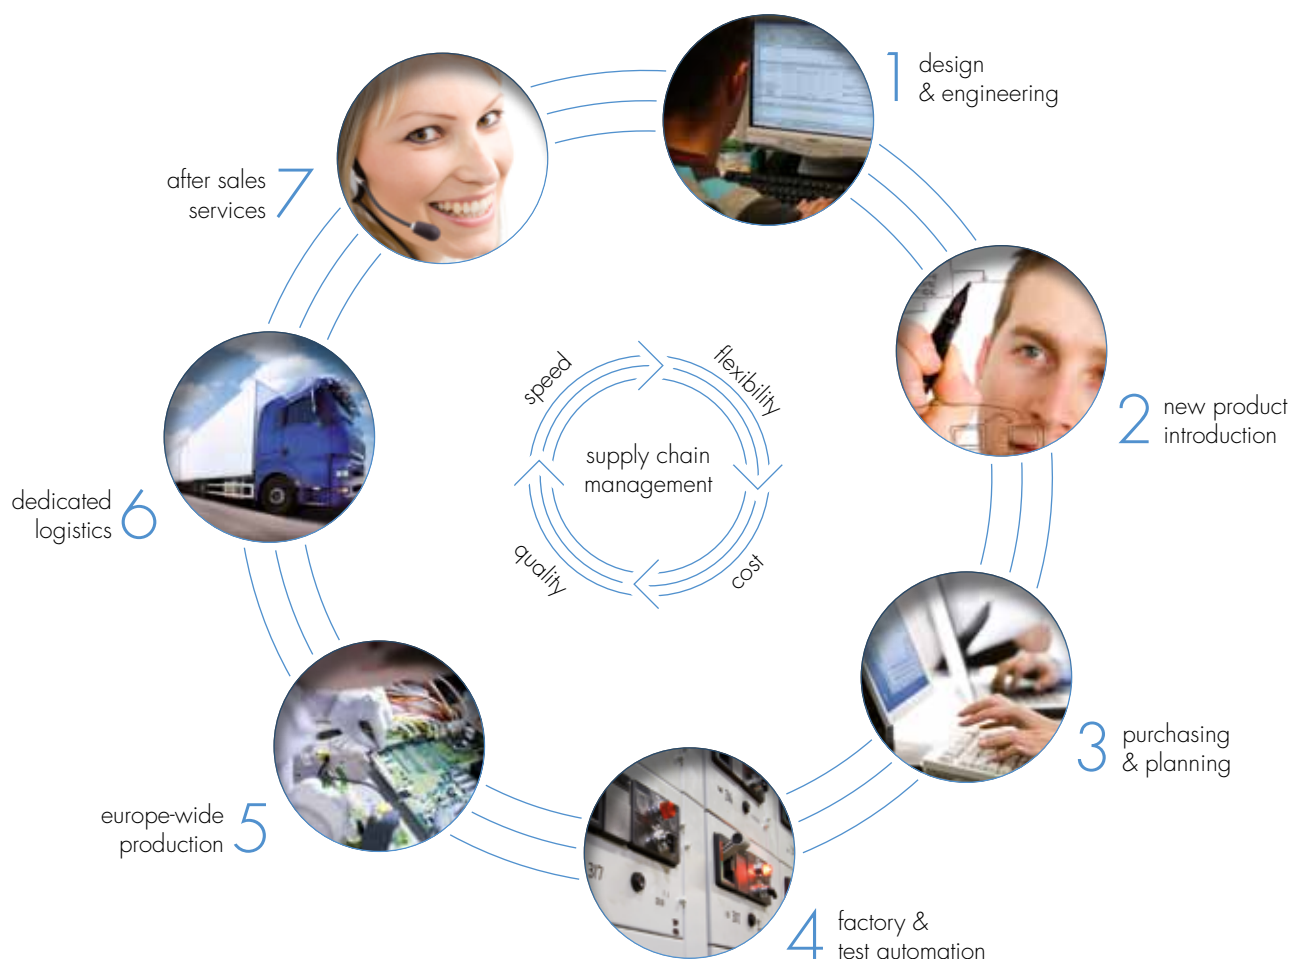 1
design
& engineering
2
new product
introduction
3
purchasing
& planning
4
factory &
test automation
5
europe-wide
production
6
dedicated
logistics
7
after sales
services
speed
flexibility
cost
quality
supply chain
management
317